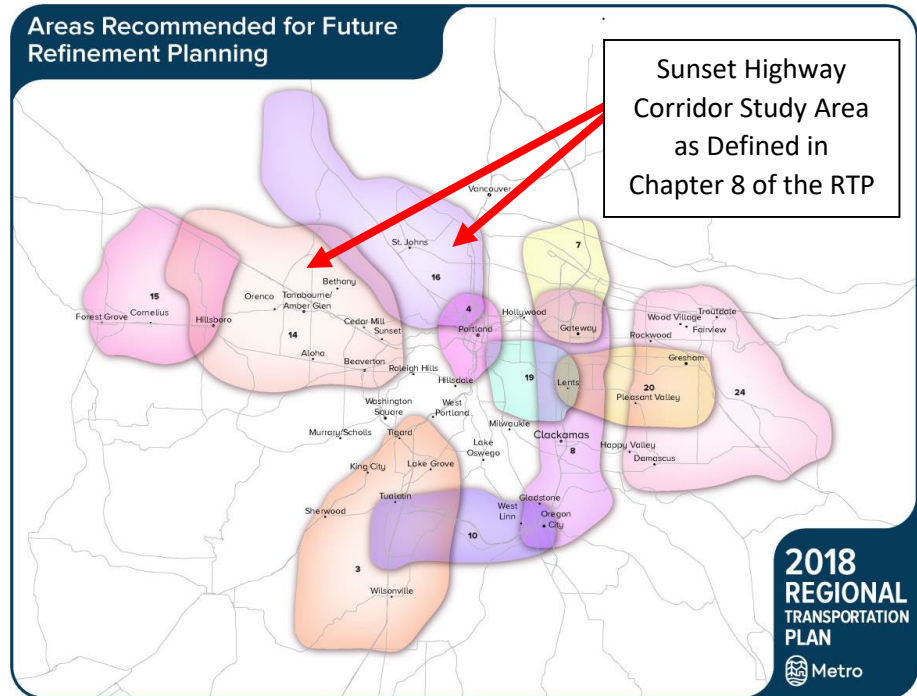 Areas Recommended for Future
Refinement Planning
Sunset Highway
Corridor Study Area
as Defined in
Chapter 8 of the RTP
Vancouver
St. Johns
7
16
15
Bethany
Orenco
Tanabourne/
Amber Glen
4
Forest Grove
Cornelius
Hillsboro
14
Cedar Mill
Sunset
Portland
Hollywood
Gateway
Wood Village
Troutdale
Fairview
Rockwood
Aloha
Beaverton
Raleigh Hills
Hillsdale
19
Lents
20
Gresham
Pleasant Valley
24
Washington
Square
West
Portland
Milwaukie
Murrary/Scholls
Tigard
Lake
Oswego
Clackamas
8
Happy Valley
Damascus
King City
Lake Grove
Tualatin
Sherwood
Gladstone
West
Linn
Oregon
City
10
3
Wilsonville
2018
REGIONAL
TRANSPORTATION
PLAN
Metro